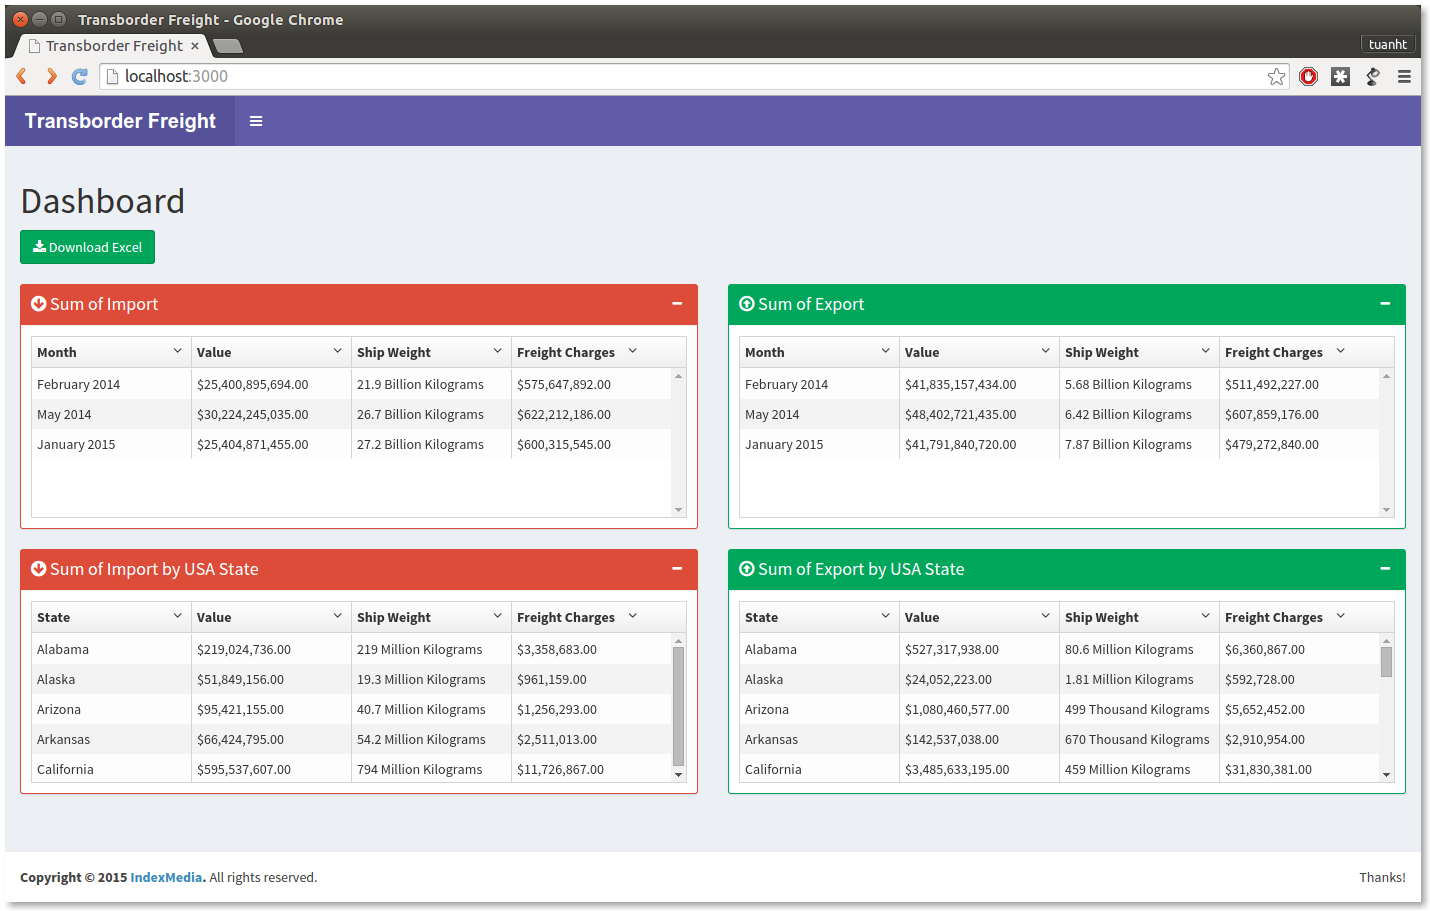 Transborder Freight - Google Chrome
Transborder Freight
tuanht
localhost:3000
Transborder Freight
Dashboard
Download Excel
Sum of Import
Month Value Ship Weight Freight Charges
February 2014 $25,400,895,694.00 21.9 Billion Kilograms $575,647,892.00
May 2014 $30,224,245,035.00 26.7 Billion Kilograms $622,212,186.00
January 2015 $25,404,871,455.00 27.2 Billion Kilograms $600,315,545.00
Sum of Export
Month Value Ship Weight Freight Charges
February 2014 $41,835,157,434.00 5.68 Billion Kilograms $511,492,227.00
May 2014 $48,402,721,435.00 6.42 Billion Kilograms $607,859,176.00
January 2015 $41,791,840,720.00 7.87 Billion Kilograms $479,272,840.00
Sum of Import by USA State
State Value Ship Weight Freight Charges
Alabama $219,024,736.00 219 Million Kilograms $3,358,683.00
Alaska $51,849,156.00 19.3 Million Kilograms $961,159.00
Arizona $95,421,155.00 40.7 Million Kilograms $1,256,293.00
Arkansas $66,424,795.00 54.2 Million Kilograms $2,511,013.00
California $595,537,607.00 794 Million Kilograms $11,726,867.00
Sum of Export by USA State
State Value Ship Weight Freight Charges
Alabama $527,317,938.00 80.6 Million Kilograms $6,360,867.00
Alaska $24,052,223.00 1.81 Million Kilograms $592,728.00
Arizona $1,080,460,577.00 499 Thousand Kilograms $5,652,452.00
Arkansas $142,537,038.00 670 Thousand Kilograms $2,910,954.00
California $3,485,633,195.00 459 Million Kilograms $31,830,381.00
Copyright © 2015 IndexMedia. All rights reserved.
Thanks!